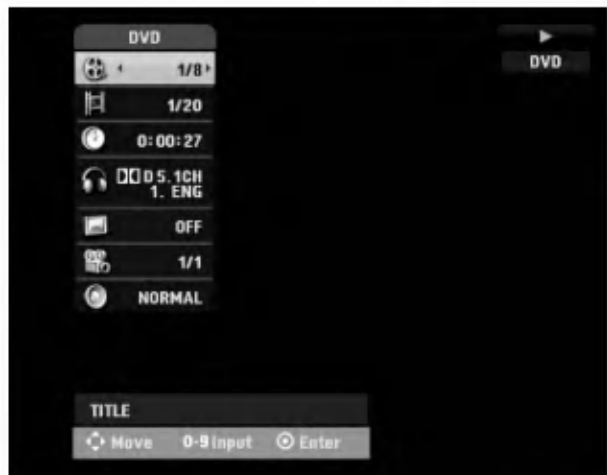 DVD
1/8
1/20
0:00:27
D 5.1CH
1. ENG
OFF
1/1
NORMAL
DVD
TITLE
Move 0-9 Input Enter